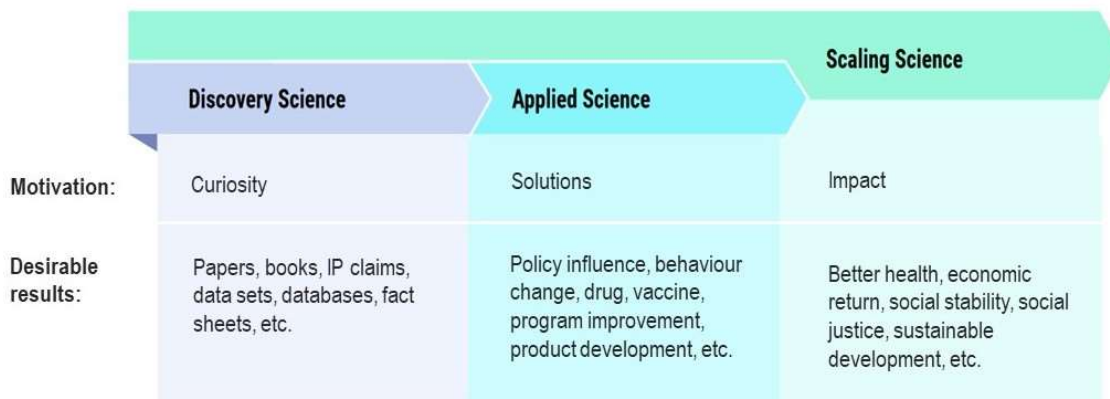 Scaling Science
Discovery Science
Applied Science
Motivation:
Curiosity
Solutions
Impact
Desirable
results:
Papers, books, IP claims,
data sets, databases, fact
sheets, etc.
Policy influence, behaviour
change, drug, vaccine,
program improvement,
product development, etc.
Better health, economic
return, social stability, social
justice, sustainable
development, etc.